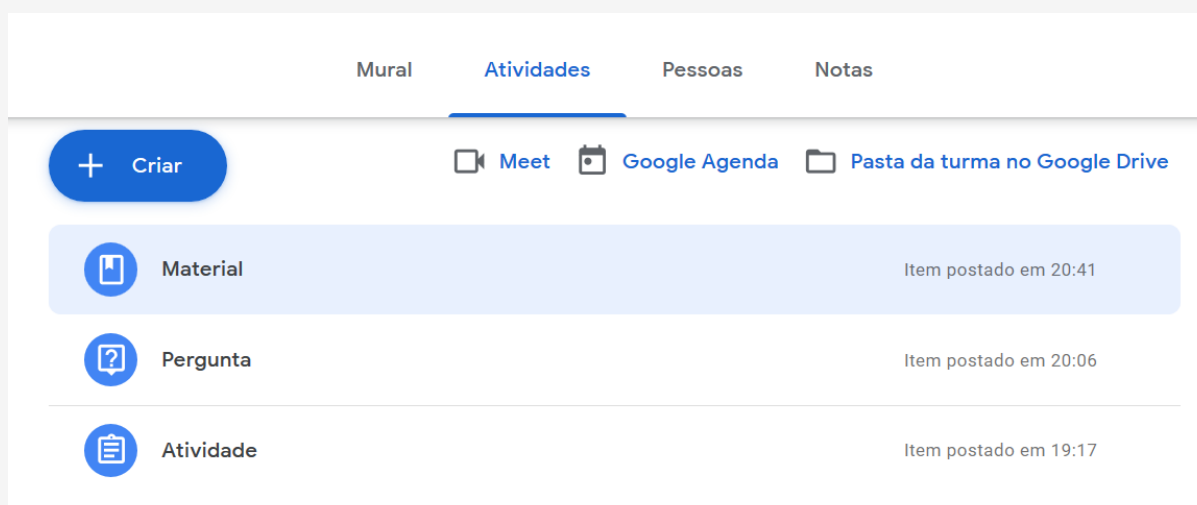 Mural Atividades Pessoas Notas
+ Criar Meet Google Agenda Pasta da turma no Google Drive
Material Item postado em 20:41
Pergunta Item postado em 20:06
Atividade Item postado em 19:17